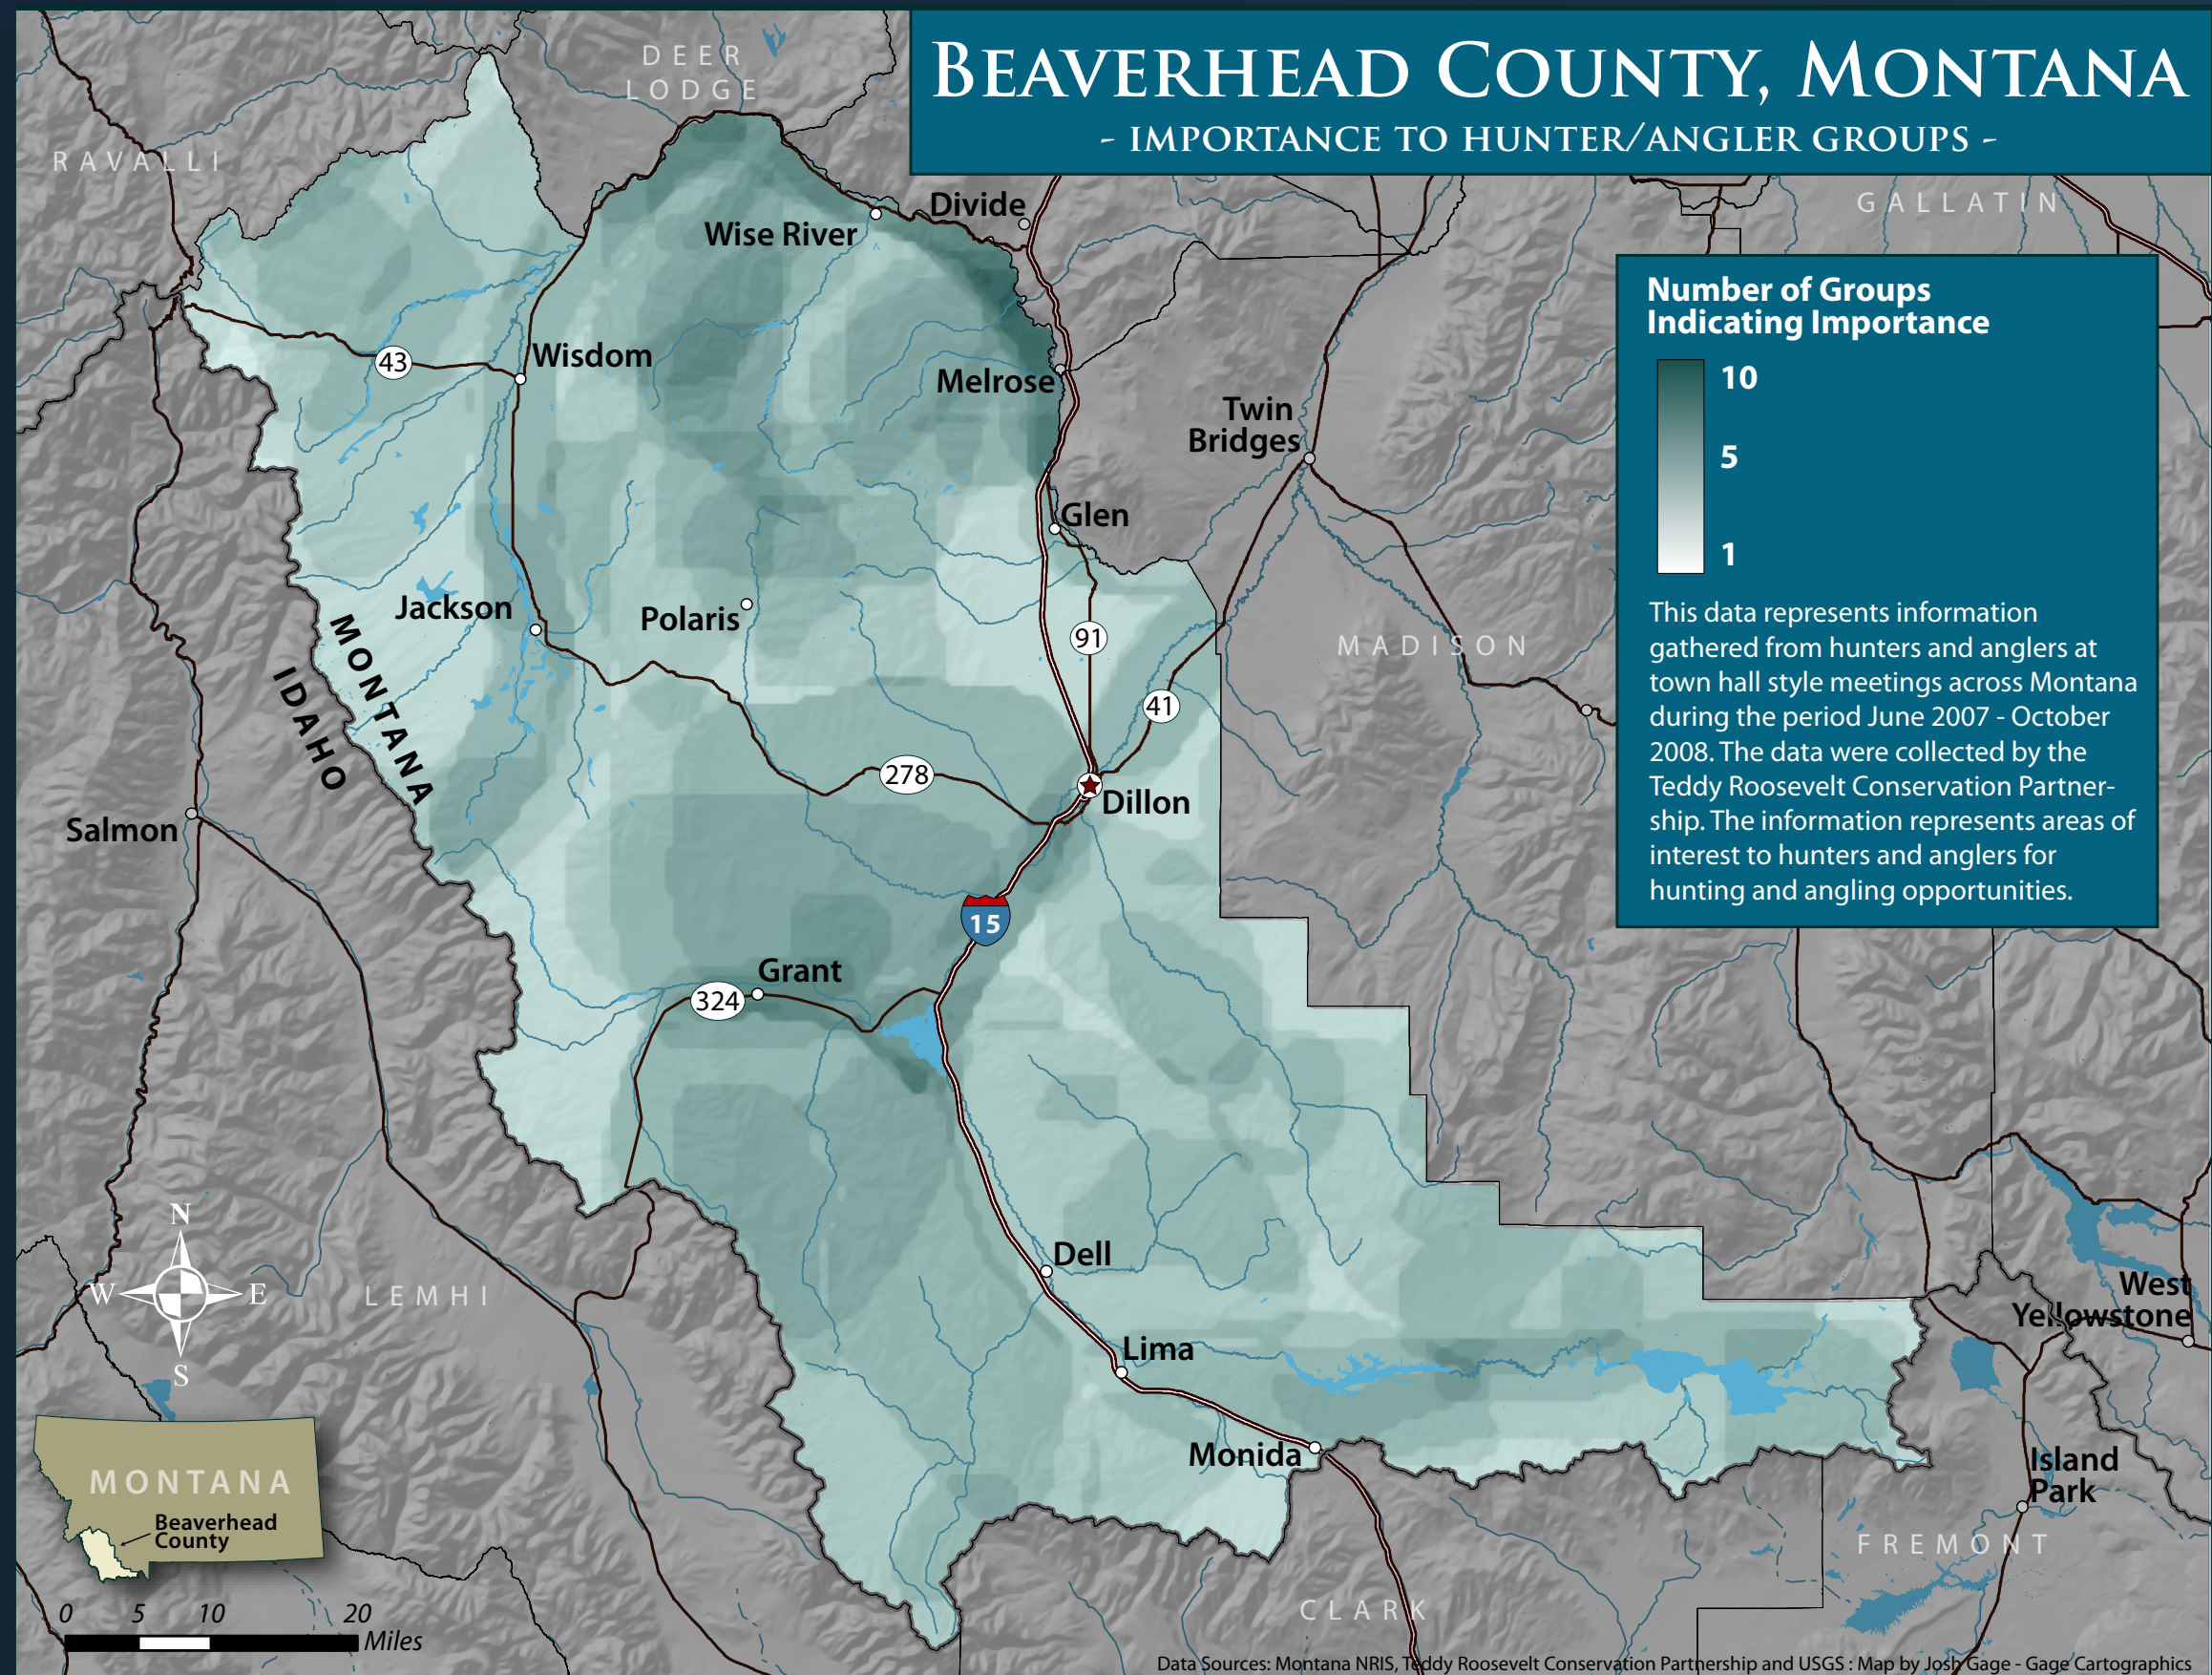 BEAVERHEAD COUNTY, MONTANA
- IMPORTANCE TO HUNTER/ANGLER GROUPS -
DEER
LODGE
RAVALLI
GALLATIN
Divide
Wise River
Number of Groups
Indicating Importance
10
5
1
This data represents information
gathered from hunters and anglers at
town hall style meetings across Montana
during the period June 2007 - October
2008. The data were collected by the
Teddy Roosevelt Conservation Partner-
ship. The information represents areas of
interest to hunters and anglers for
hunting and angling opportunities.
43
Wisdom
Melrose
Twin
Bridges
Glen
Jackson
Polaris
91
MADISON
MONTANA
IDAHO
41
278
Dillon
Salmon
15
Grant
324
N
W
E
S
LEMHI
Dell
Lima
Monida
West
Yellowstone
Island
Park
FREMONT
CLARK
MONTANA
Beaverhead
County
0 5 10 20
Miles
Data Sources: Montana NRIS, Teddy Roosevelt Conservation Partnership and USGS : Map by Josh Gage - Gage Cartographics